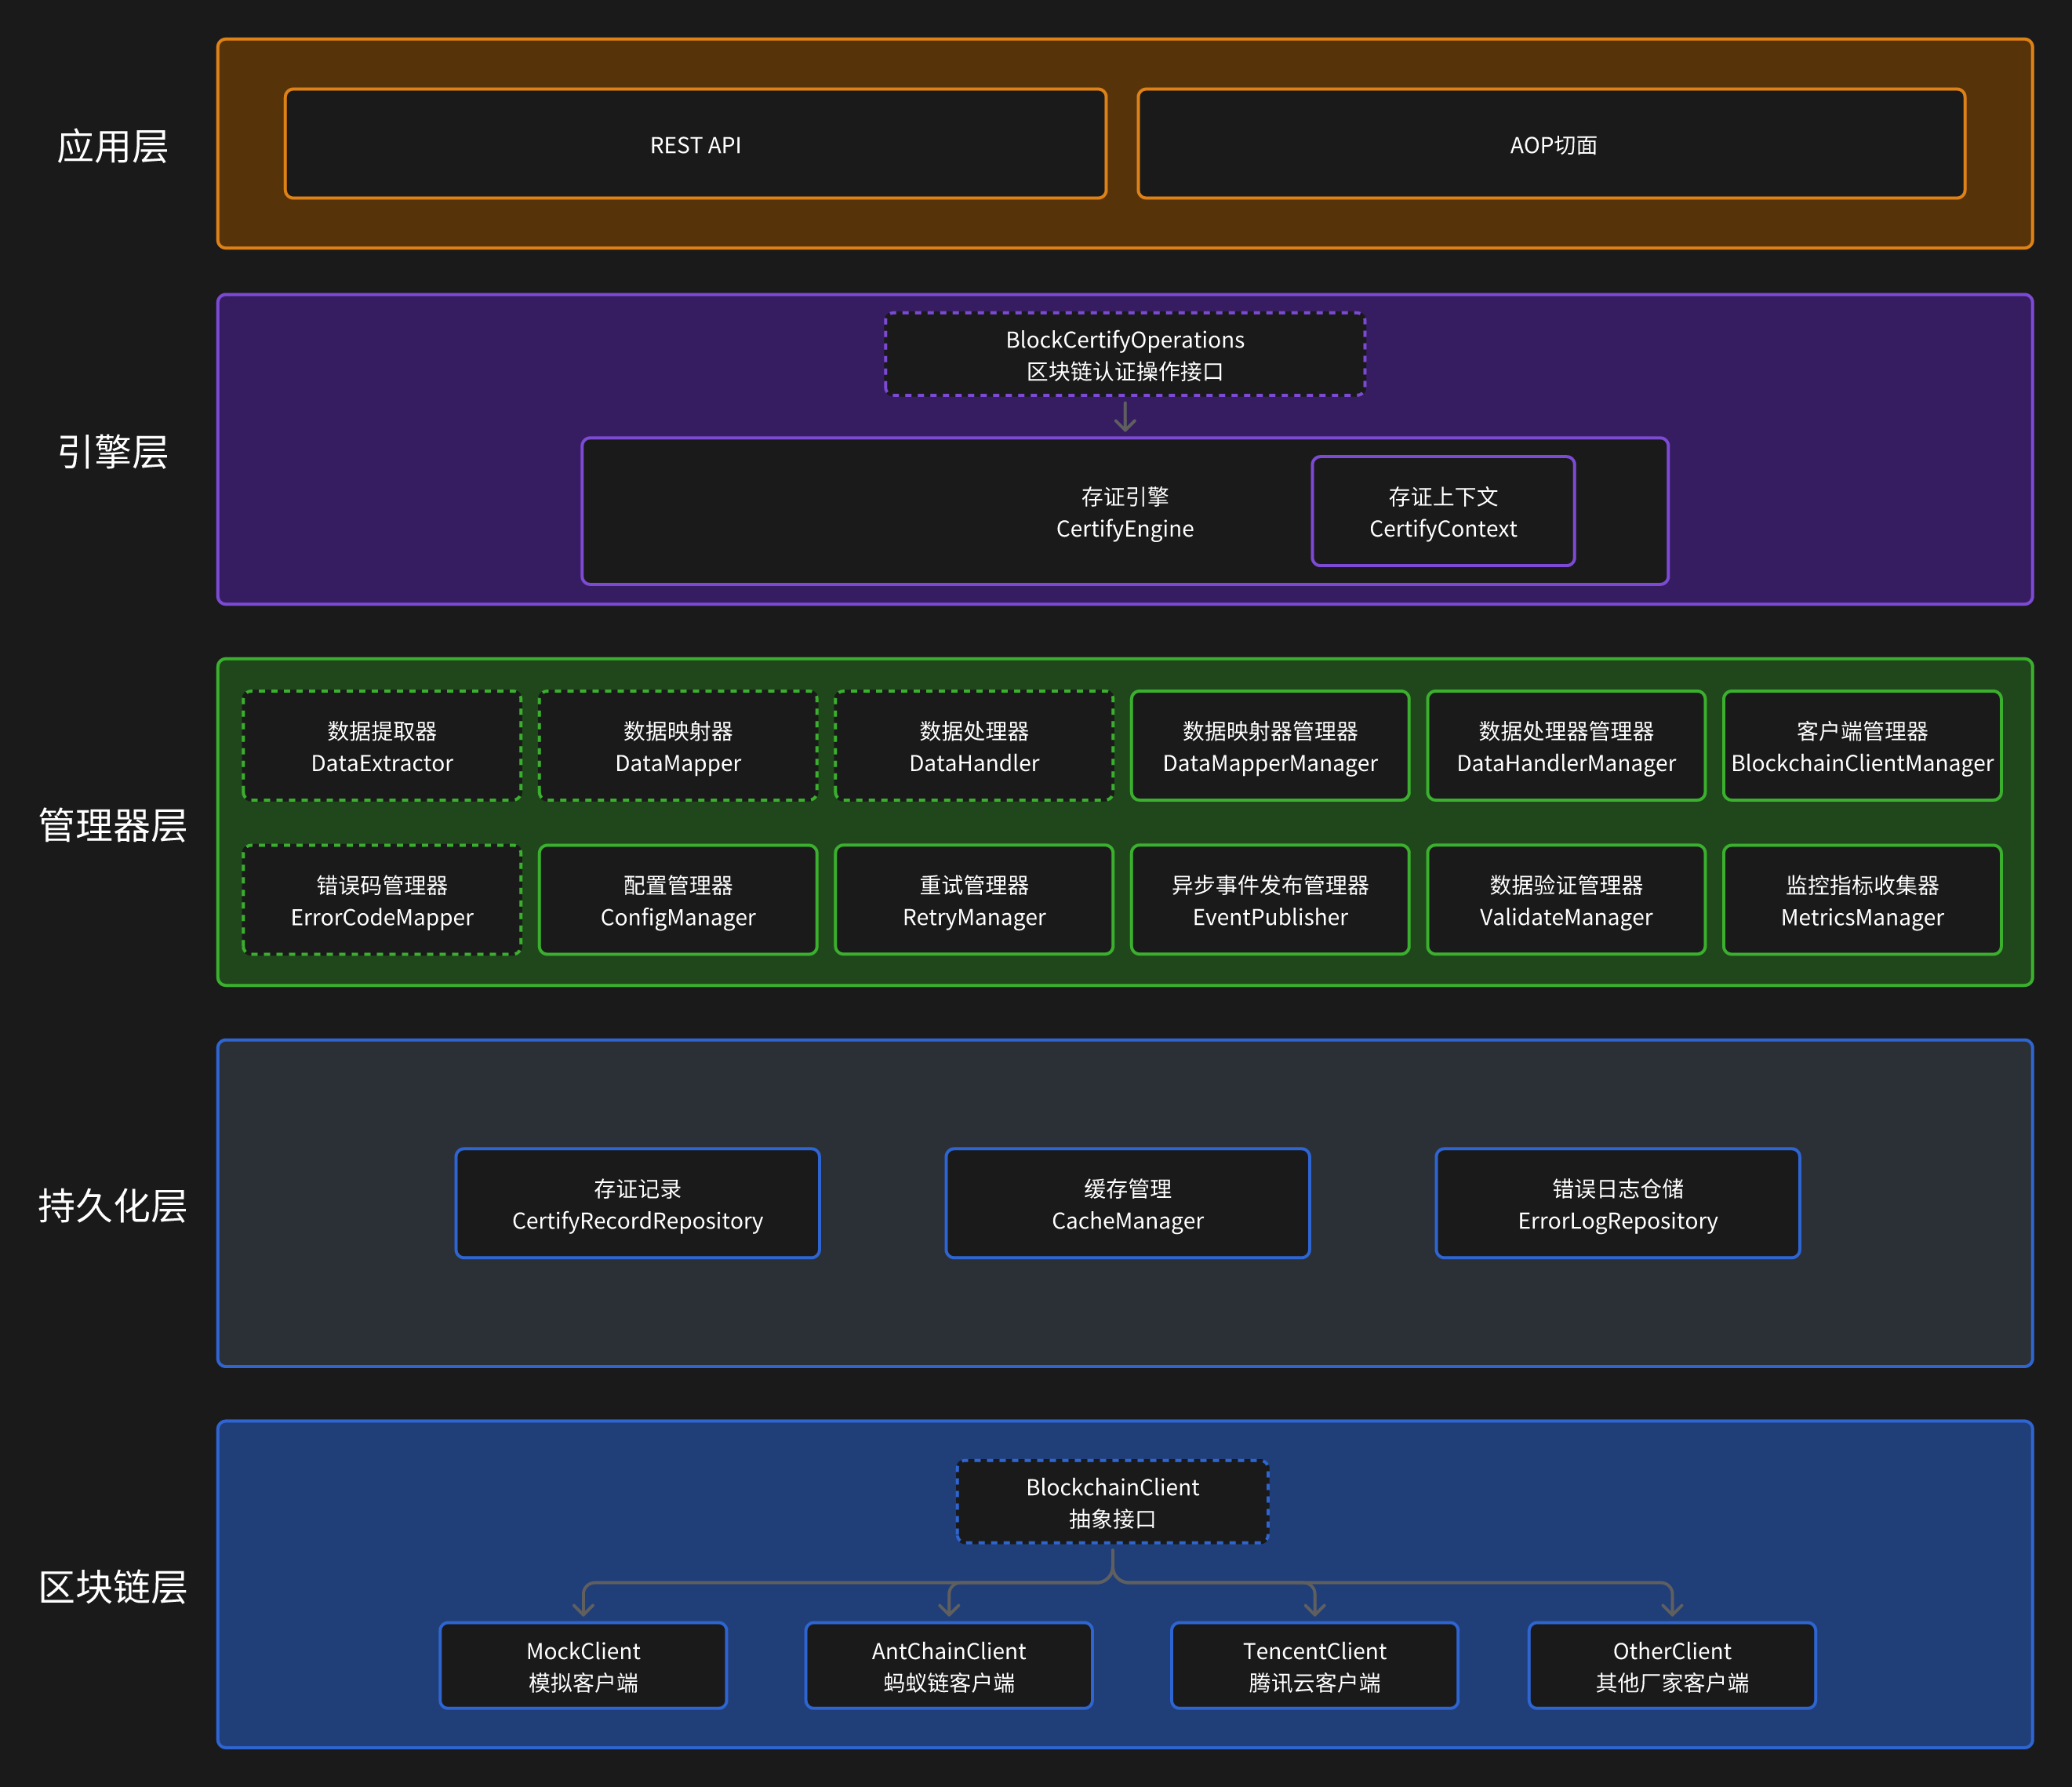 应用层
REST API
AOP切面
引擎层
BlockCertifyOperations
区块链认证操作接口
存证引擎
CertifyEngine
存证上下文
CertifyContext
管理器层
数据提取器
DataExtractor
数据映射器
DataMapper
数据处理器
DataHandler
数据映射器管理器
DataMapperManager
数据处理器管理器
DataHandlerManager
客户端管理器
BlockchainClientManager
错误码管理器
ErrorCodeMapper
配置管理器
ConfigManager
重试管理器
RetryManager
异步事件发布管理器
EventPublisher
数据验证管理器
ValidateManager
监控指标收集器
MetricsManager
持久化层
存证记录
CertifyRecordRepository
缓存管理
CacheManager
错误日志仓储
ErrorLogRepository
区块链层
BlockchainClient
抽象接口
MockClient
模拟客户端
AntChainClient
蚂蚁链客户端
TencentClient
腾讯云客户端
OtherClient
其他厂家客户端